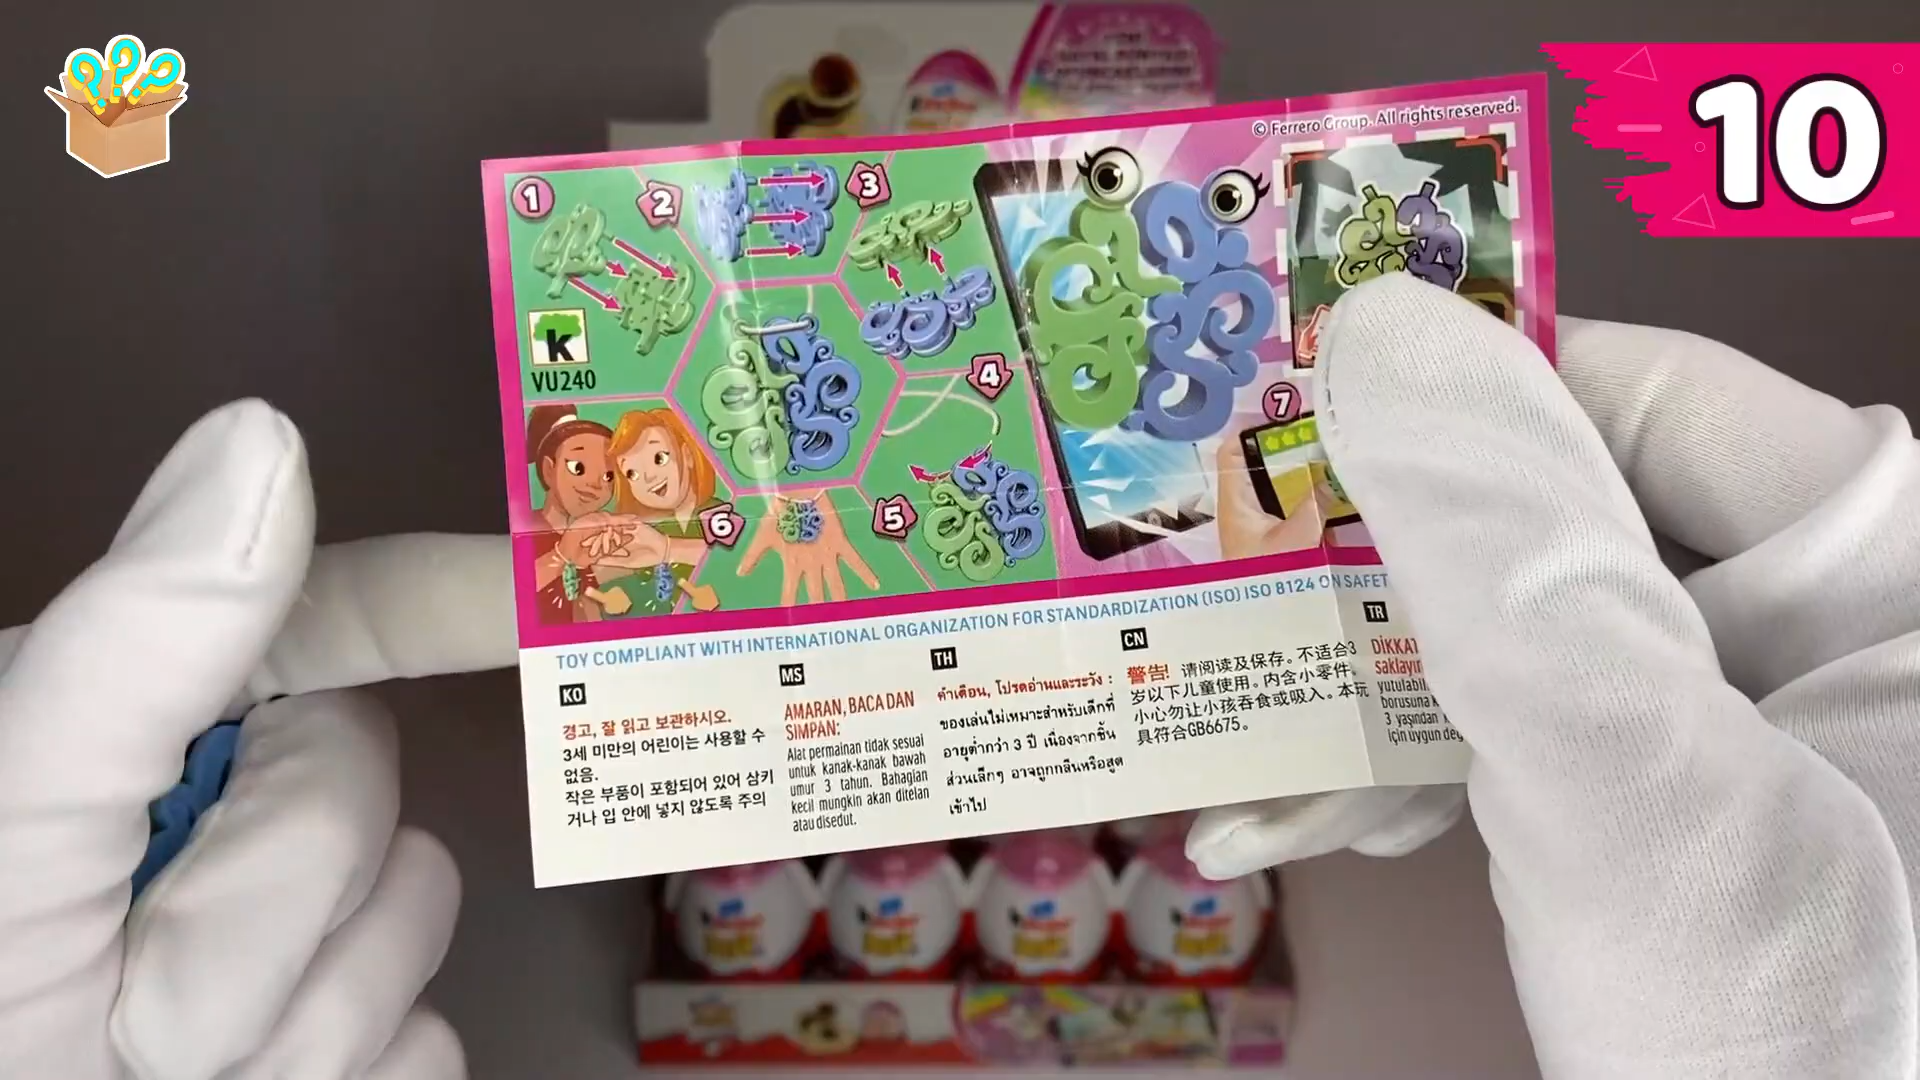 10
© Ferrero Group. All rights reserved.
1
2
3
k
VU240
4
7
6
5
TOY COMPLIANT WITH INTERNATIONAL ORGANIZATION FOR STANDARDIZATION (ISO) ISO 8124 ON SAFET
KO
경고, 잘 읽고 보관하시오.
3세 미만의 어린이는 사용할 수
없음.
작은 부품이 포함되어 있어 삼키
거나 입 안에 넣지 않도록 주의
MS
AMARAN, BACA DAN
SIMPAN:
Alat permainan tidak sesuai
untuk kanak-kanak bawah
umur 3 tahun. Bahagian
kecil mungkin akan ditelan
atau disedut.
TH
คำเตือน, โปรดอ่านและระวัง :
ของเล่นไม่เหมาะสำหรับเด็กที่
อายุต่ำกว่า 3 ปี เนื่องจากชิ้น
ส่วนเล็กๆ อาจถูกกลืนหรือสูด
เข้าไป
CN
警告! 请阅读及保存。不适合3
岁以下儿童使用。内含小零件。
小心勿让小孩吞食或吸入。本玩
具符合GB6675。
TR
DİKKAT
saklayın
yutulabil
borusuna
3 yaşından
için uygun değ